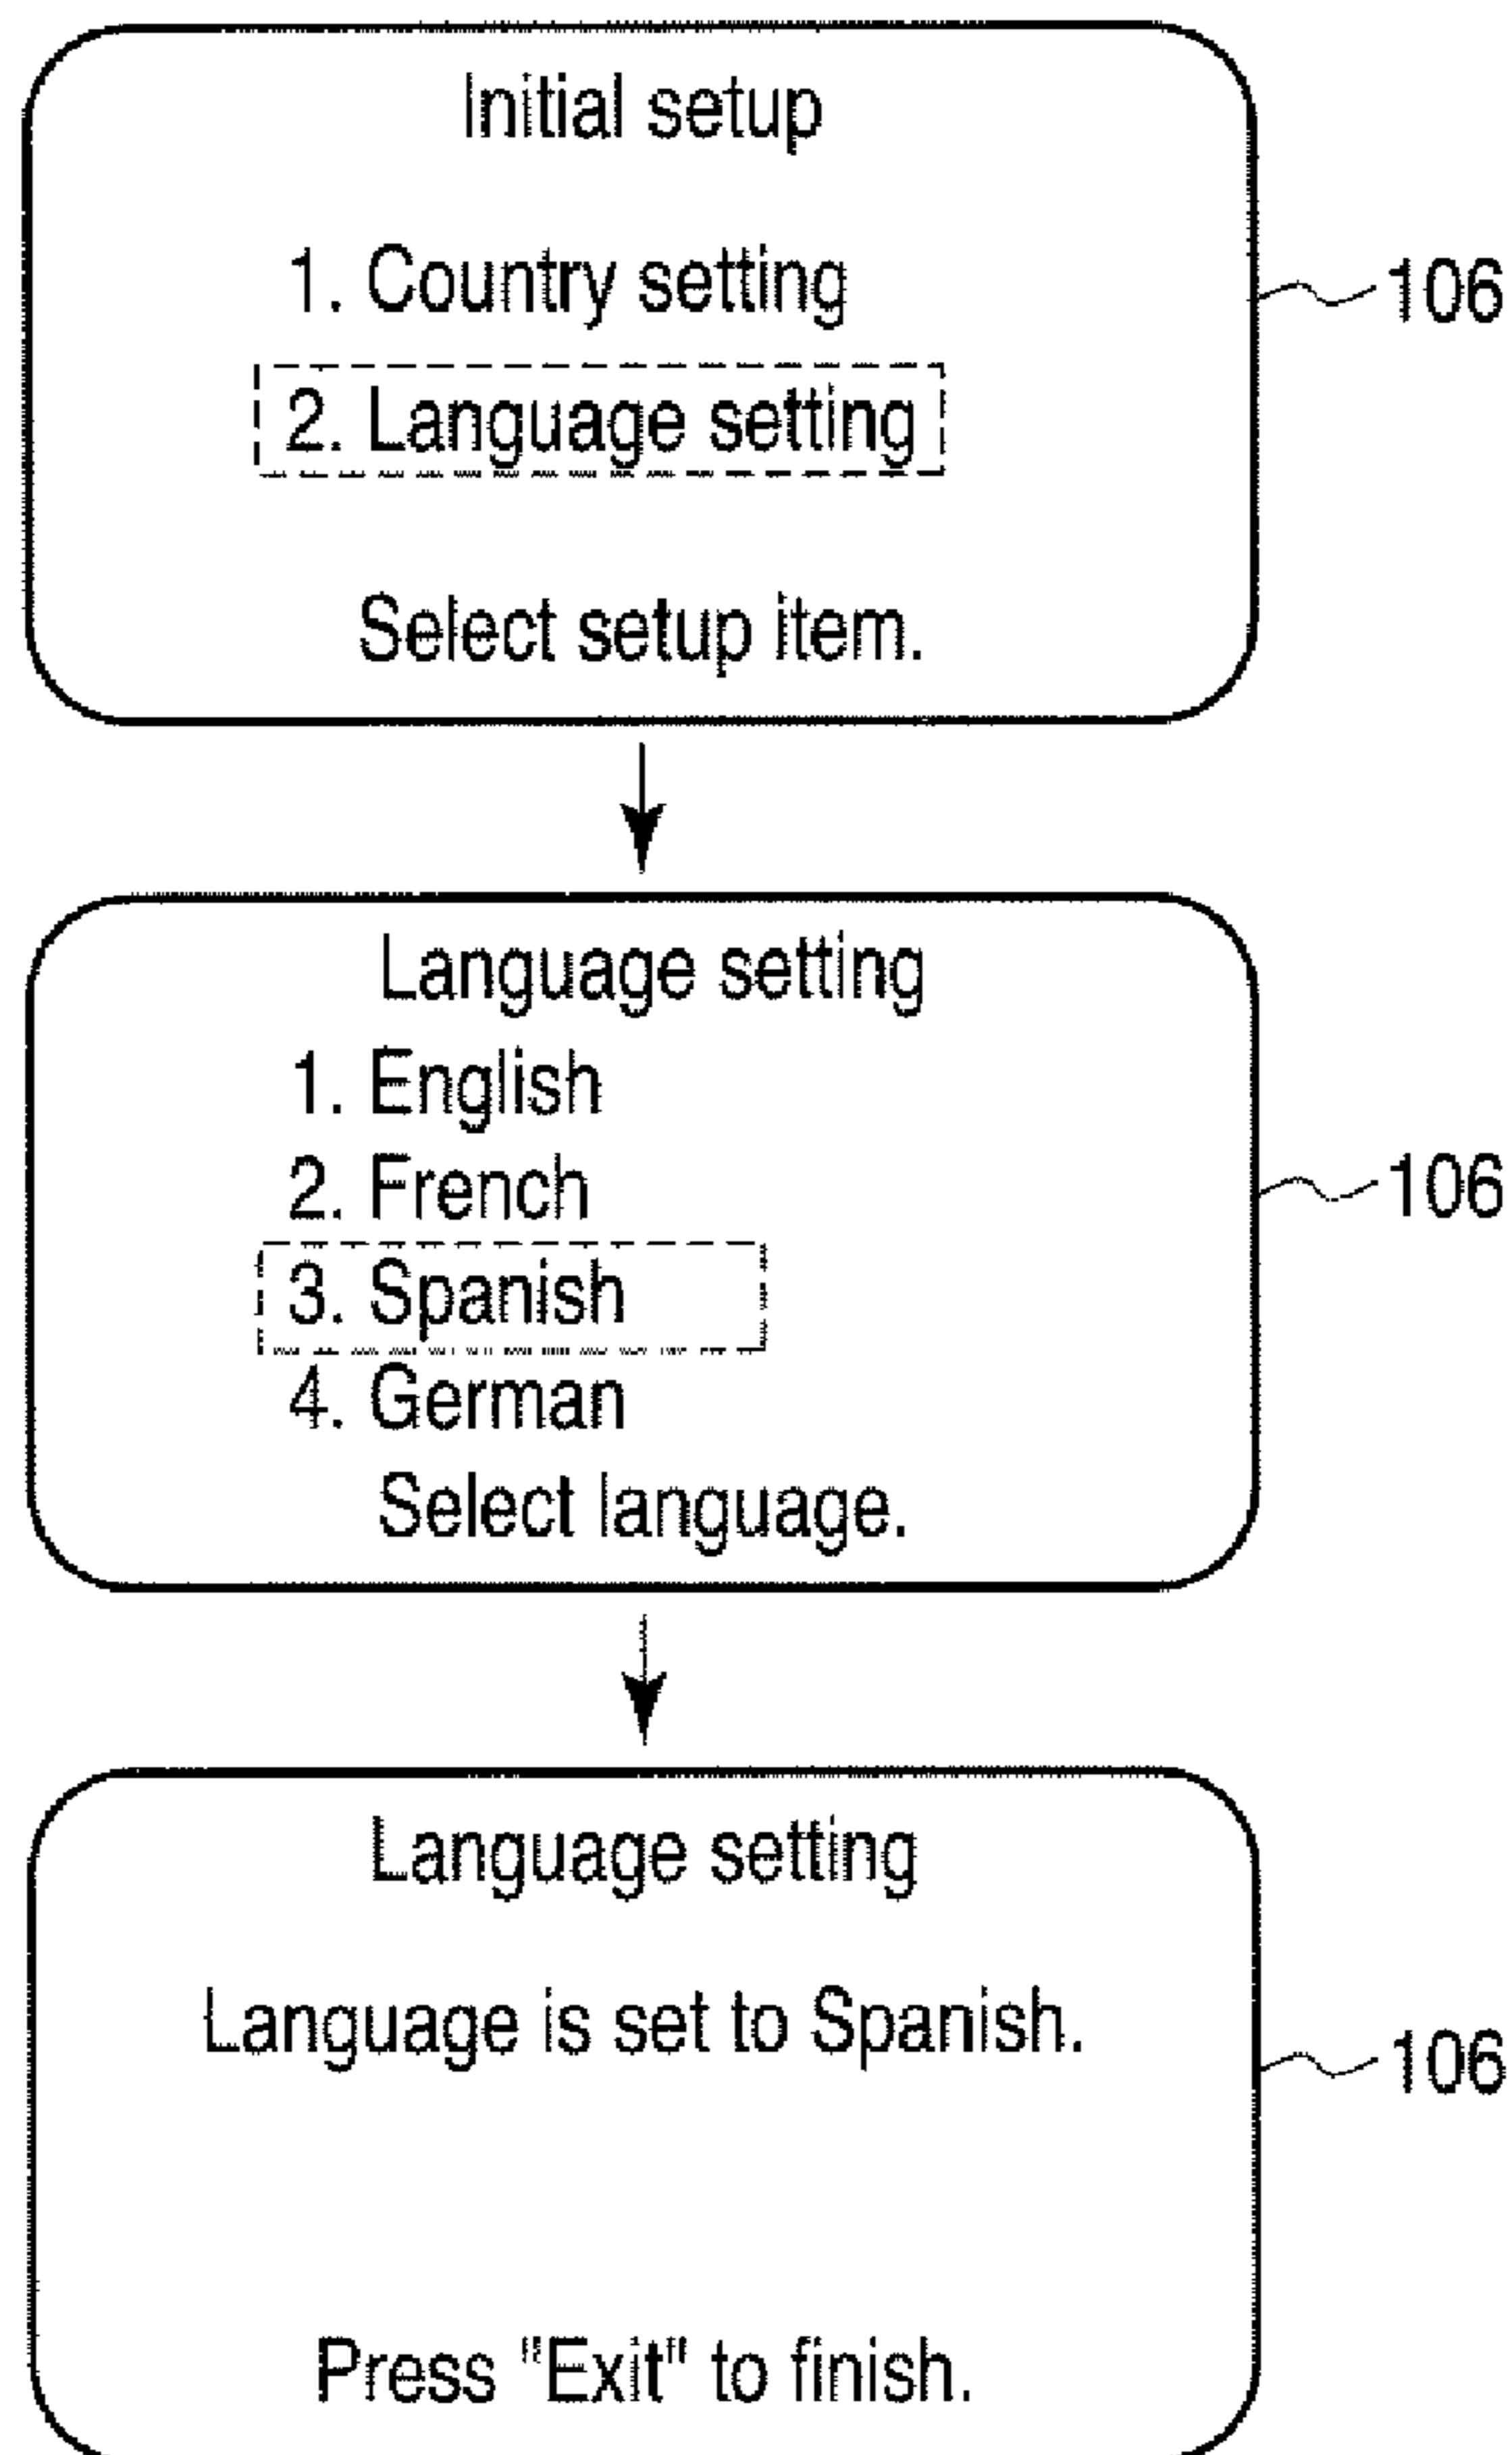 Initial setup
1. Country setting
106
2. Language setting
Select setup item.
Language setting
1. English
2. French
106
3. Spanish
4. German
Select language.
Language setting
Language is set to Spanish.
106
Press "Exit" to finish.